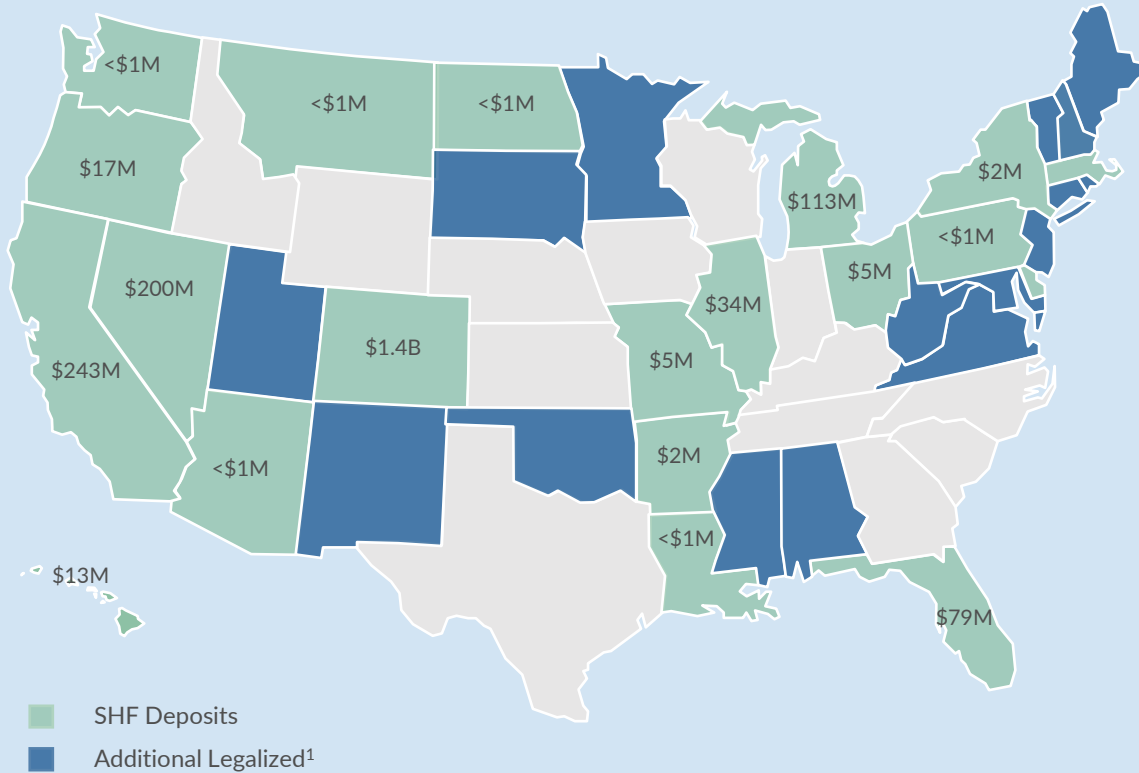 <$1M
<$1M
<$1M
$17M
$2M
$113M
<$1M
$5M
$200M
$34M
$1.4B
$243M
$5M
<$1M
$2M
<$1M
$13M
$79M
SHF Deposits
Additional Legalized¹